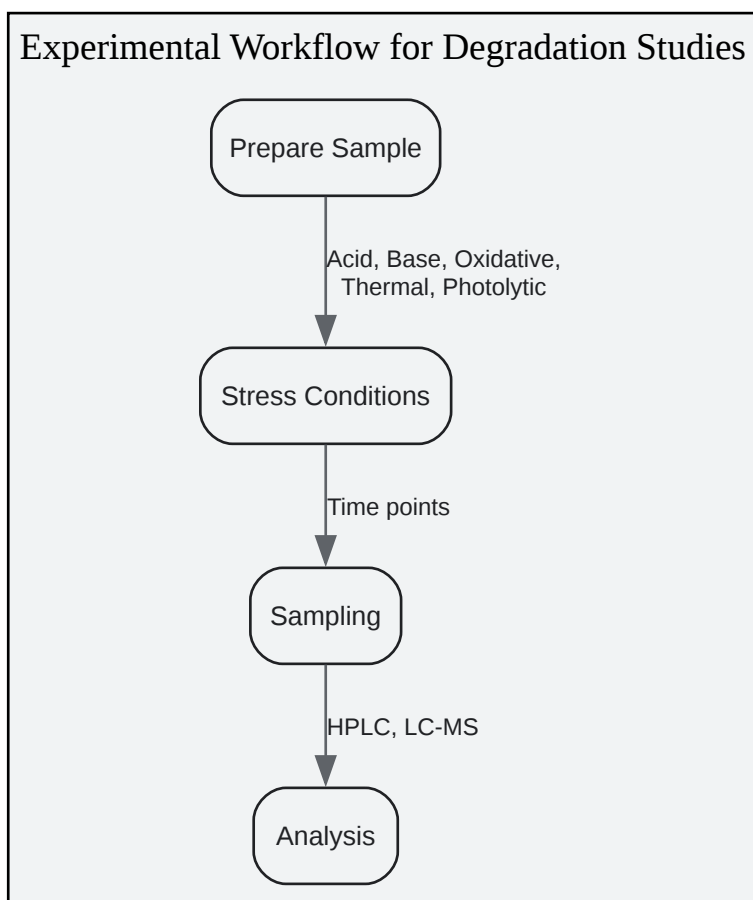 Experimental Workflow for Degradation Studies
Prepare Sample
Acid, Base, Oxidative,
Thermal, Photolytic
Stress Conditions
Time points
Sampling
HPLC, LC-MS
Analysis